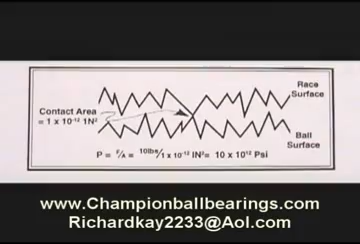 Race
Surface
Contact Area
= 1 x 10⁻¹² 1N²
Ball
Surface
P = F/A = 10lbs/1 x 10⁻¹² IN² = 10 x 10¹² Psi
www.Championballbearings.com
Richardkay2233@Aol.com